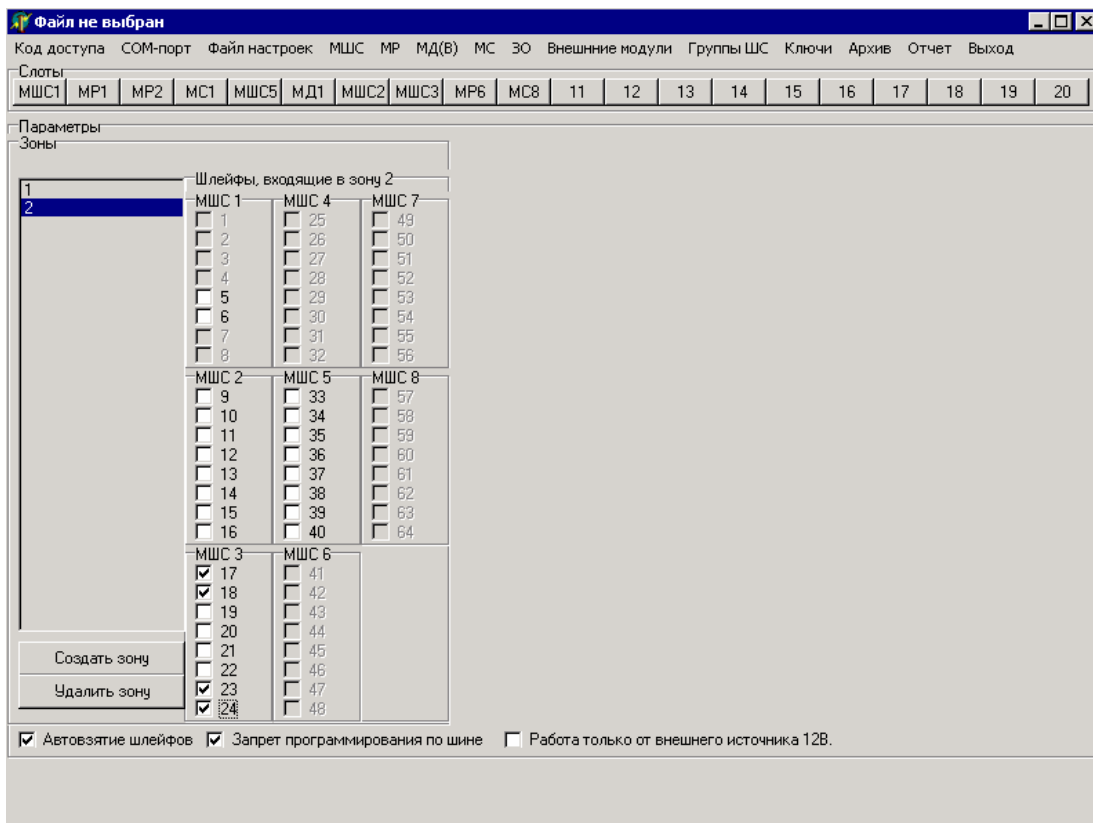 Файл не выбран
Код доступа COM-порт Файл настроек МШС МР МД(В) МС ЗО Внешнние модули Группы ШС Ключи Архив Отчет Выход
Слоты
МШС1 МР1 МР2 МС1 МШС5 МД1 МШС2 МШС3 МР6 МС8 11 12 13 14 15 16 17 18 19 20
Параметры
Зоны
1
2
Шлейфы, входящие в зону 2
МШС 1 МШС 4 МШС 7
1 25 49
2 26 50
3 27 51
4 28 52
5 29 53
6 30 54
7 31 55
8 32 56
МШС 2 МШС 5 МШС 8
9 33 57
10 34 58
11 35 59
12 36 60
13 37 61
14 38 62
15 39 63
16 40 64
МШС 3 МШС 6
17 41
18 42
19 43
20 44
21 45
22 46
23 47
24 48
Создать зону
Удалить зону
Автовзятие шлейфов Запрет программирования по шине Работа только от внешнего источника 12В.